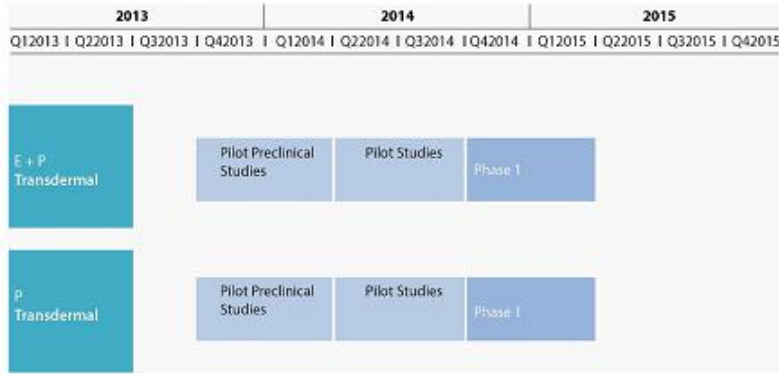 2013 2014 2015
Q12013 I Q22013 I Q32013 I Q42013 I Q12014 I Q22014 I Q32014 I Q42014 I Q12015 I Q22015 I Q32015 I Q42015
E + P
Transdermal
Pilot Preclinical
Studies
Pilot Studies
Phase 1
P
Transdermal
Pilot Preclinical
Studies
Pilot Studies
Phase 1